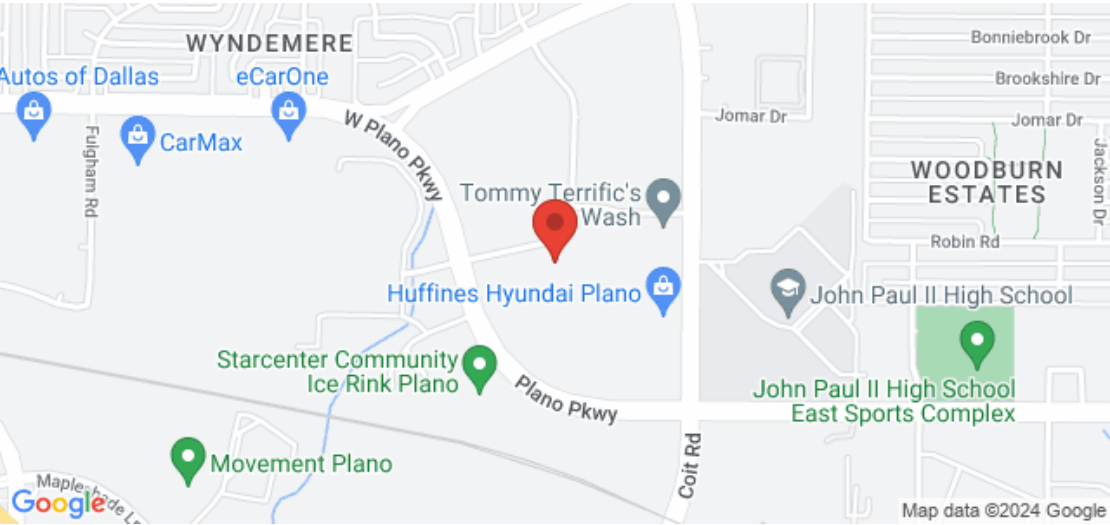 WYNDEMERE
Bonniebrook Dr
Autos of Dallas
eCarOne
Brookshire Dr
CarMax
W Plano Pkwy
Jomar Dr
Jomar Dr
Fulgham Rd
Jackson Dr
WOODBURN
ESTATES
Tommy Terrific's
Wash
Robin Rd
Huffines Hyundai Plano
John Paul II High School
Starcenter Community
Ice Rink Plano
Plano Pkwy
John Paul II High School
East Sports Complex
Coit Rd
Movement Plano
Google
Map data ©2024 Google